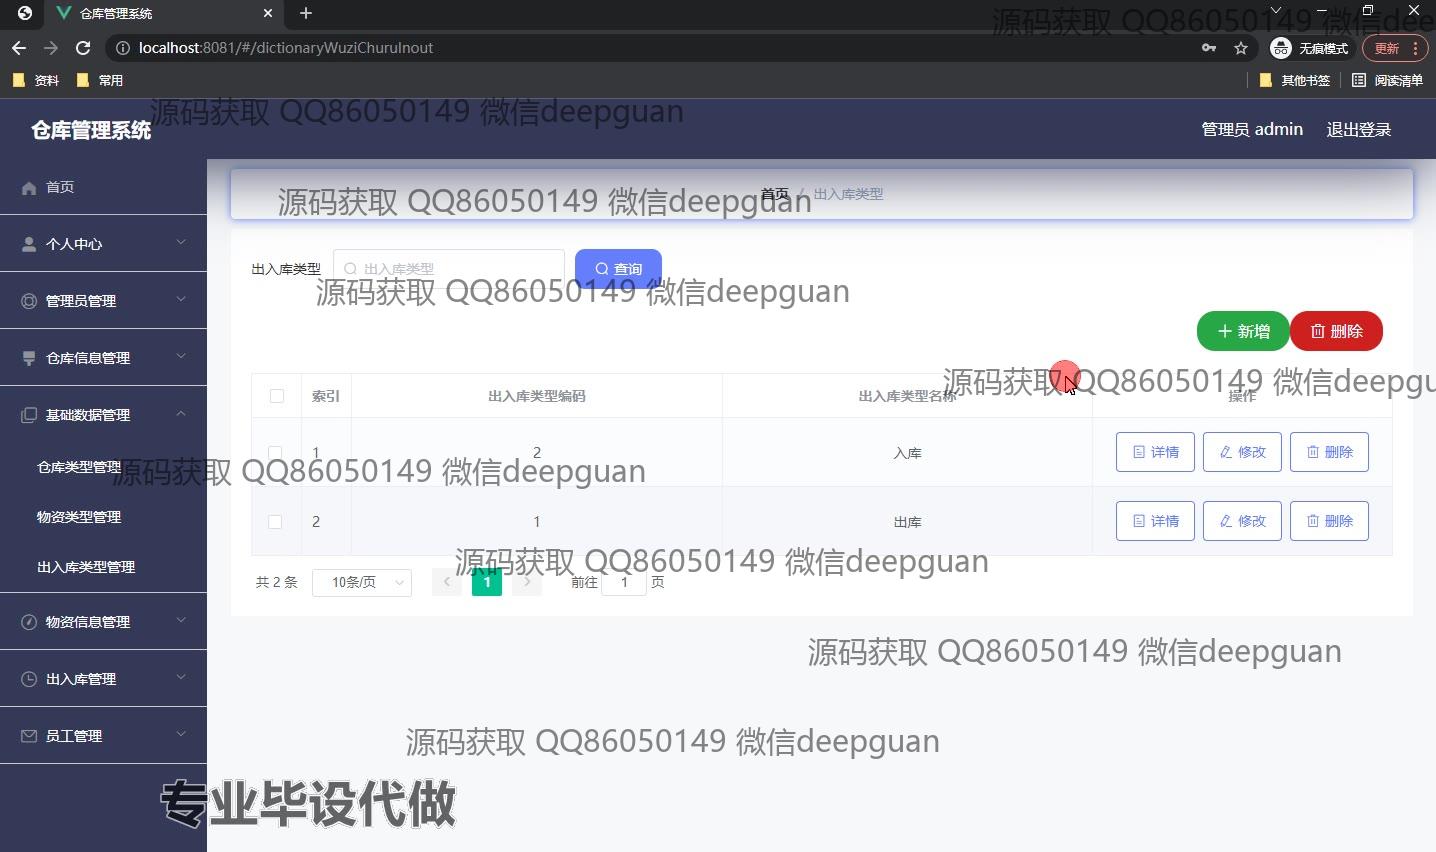 仓库管理系统
localhost:8081/#/dictionaryWuziChuruInout
无痕模式
更新
资料
常用
其他书签
阅读清单
源码获取 QQ86050149 微信deepguan
源码获取 QQ86050149 微信deepguan
仓库管理系统
管理员 admin
退出登录
首页
个人中心
管理员管理
仓库信息管理
基础数据管理
仓库类型管理
物资类型管理
出入库类型管理
物资信息管理
出入库管理
员工管理
首页 / 出入库类型
源码获取 QQ86050149 微信deepguan
出入库类型
出入库类型
查询
源码获取 QQ86050149 微信deepguan
新增
删除
源码获取 QQ86050149 微信deepgu
索引 出入库类型编码 出入库类型名称 操作
1 2 入库 详情 修改 删除
源码获取 QQ86050149 微信deepguan
2 1 出库 详情 修改 删除
源码获取 QQ86050149 微信deepguan
共 2 条 10条/页 1 前往 1 页
源码获取 QQ86050149 微信deepguan
源码获取 QQ86050149 微信deepguan
专业毕设代做